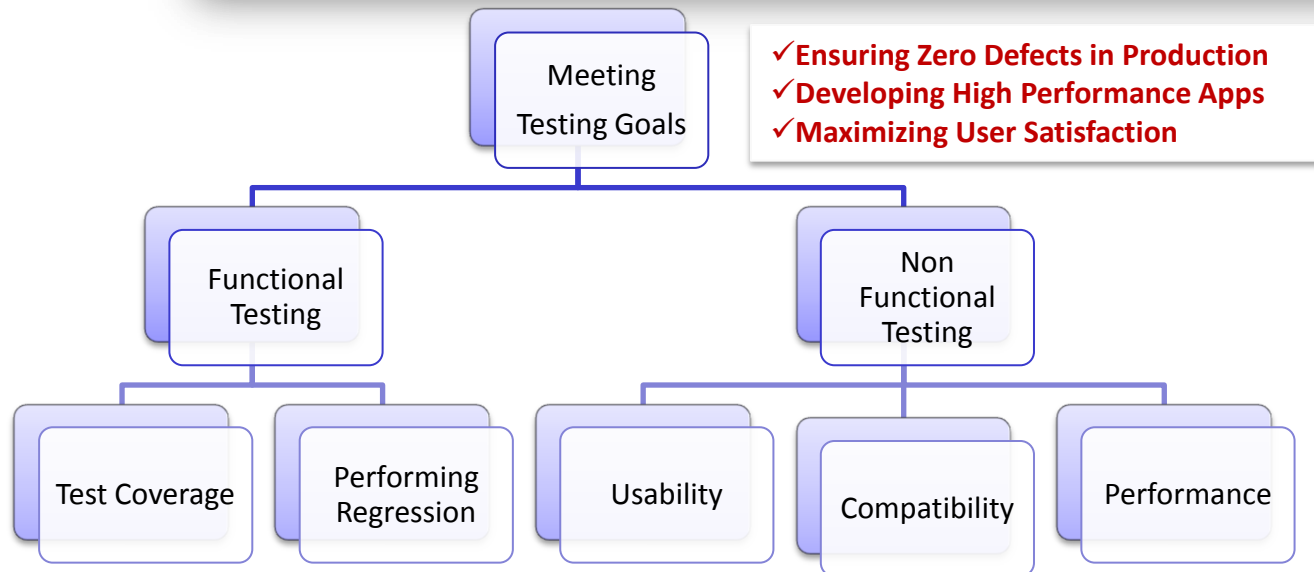 Meeting
Testing Goals
✓Ensuring Zero Defects in Production
✓Developing High Performance Apps
✓Maximizing User Satisfaction
Functional
Testing
Non
Functional
Testing
Test Coverage
Performing
Regression
Usability
Compatibility
Performance